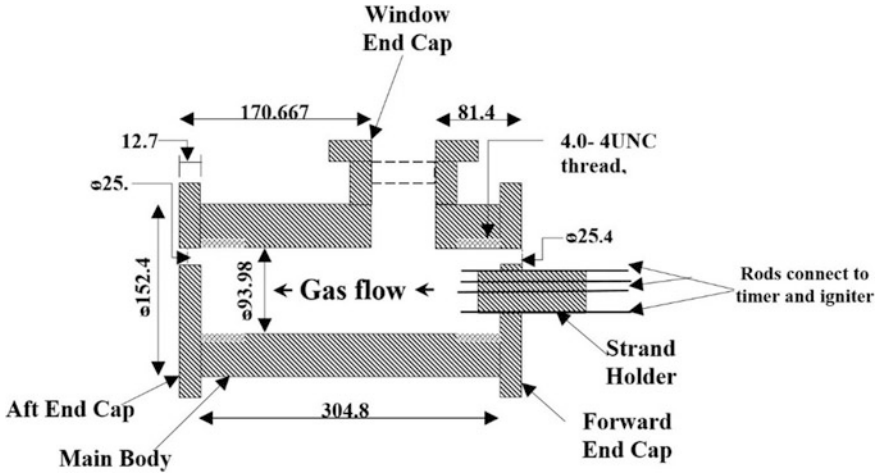 Window
End Cap
170.667
81.4
12.7
4.0- 4UNC
thread,
ø25.
ø25.4
ø152.4
ø93.98
Gas flow
Rods connect to
timer and igniter
Strand
Holder
Aft End Cap
304.8
Forward
End Cap
Main Body